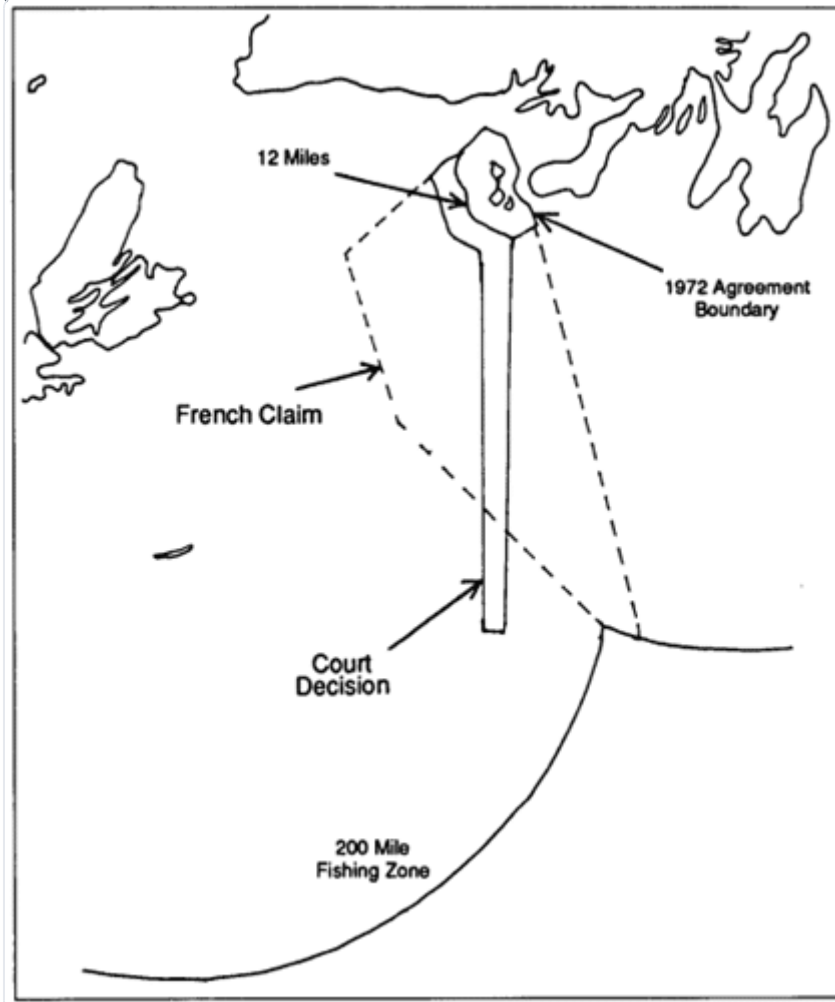 12 Miles
1972 Agreement
Boundary
French Claim
Court
Decision
200 Mile
Fishing Zone